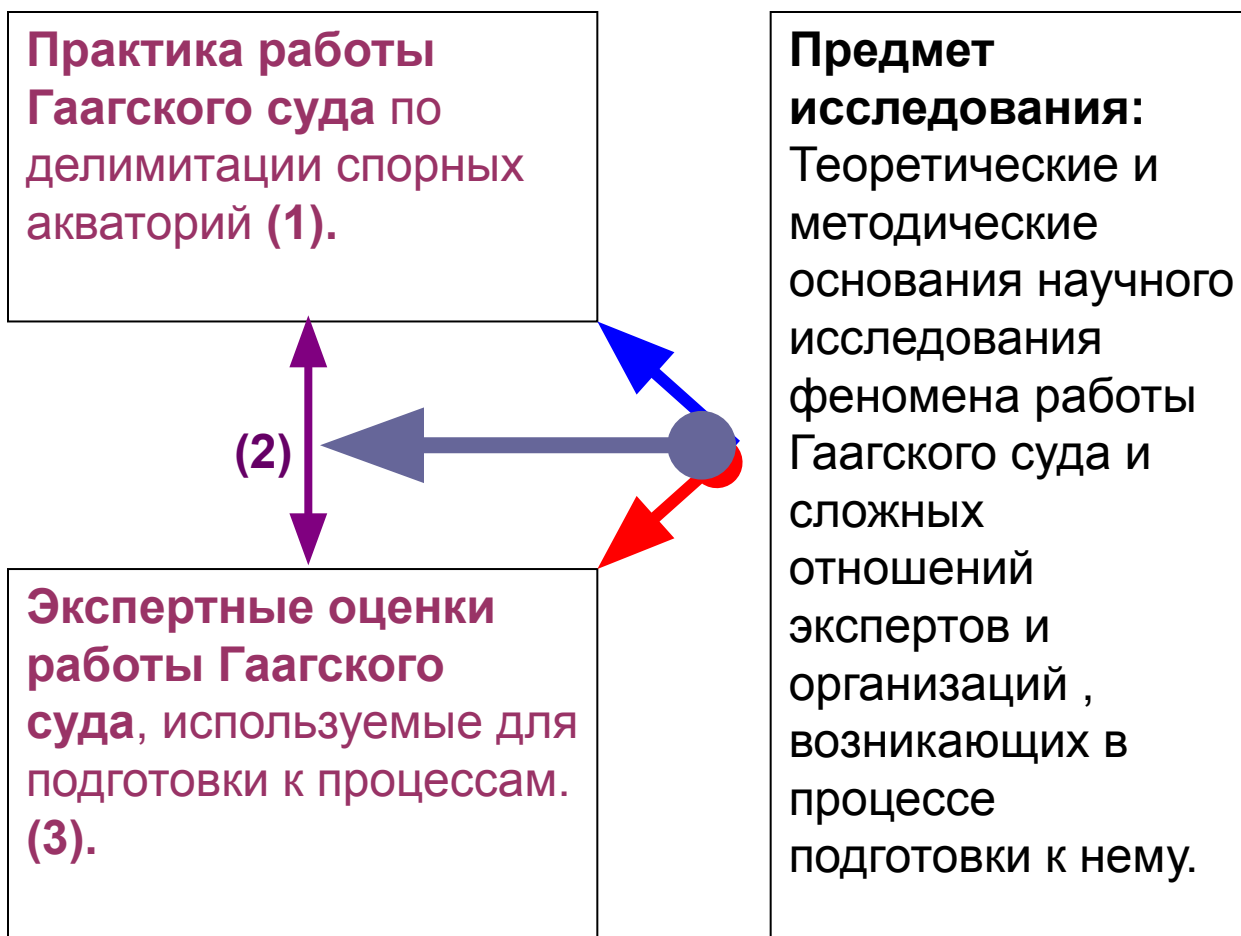 Практика работы
Гаагского суда по
делимитации спорных
акваторий (1).
(2)
Экспертные оценки
работы Гаагского
суда, используемые для
подготовки к процессам.
(3).
Предмет
исследования:
Теоретические и
методические
основания научного
исследования
феномена работы
Гаагского суда и
сложных
отношений
экспертов и
организаций ,
возникающих в
процессе
подготовки к нему.